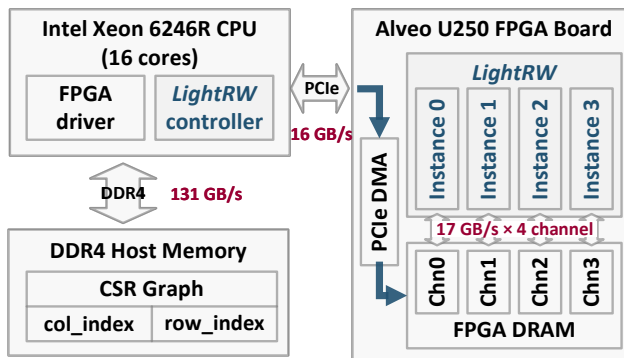 Intel Xeon 6246R CPU
(16 cores)
FPGA
driver
LightRW
controller
PCIe
16 GB/s
DDR4
131 GB/s
DDR4 Host Memory
CSR Graph
col_index
row_index
Alveo U250 FPGA Board
LightRW
Instance 0
Instance 1
Instance 2
Instance 3
PCIe DMA
17 GB/s × 4 channel
Chn0
Chn1
Chn2
Chn3
FPGA DRAM